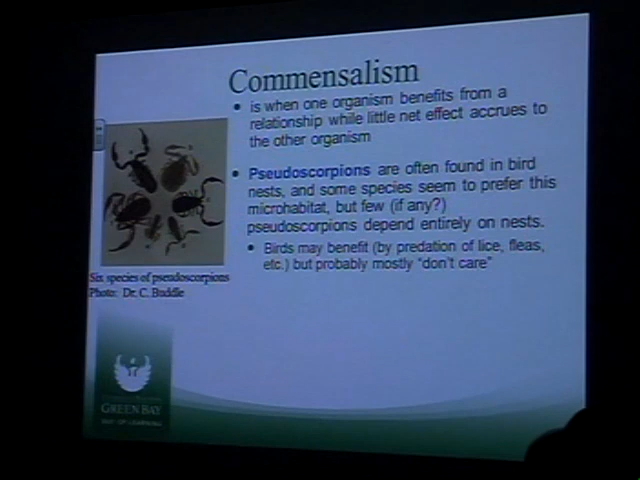 Commensalism
• is when one organism benefits from a
relationship while little net effect accrues to
the other organism
• Pseudoscorpions are often found in bird
nests, and some species seem to prefer this
microhabitat, but few (if any?)
pseudoscorpions depend entirely on nests.
• Birds may benefit (by predation of lice, fleas,
etc.) but probably mostly “don't care”
Six species of pseudoscorpions
Photo: Dr. C. Buddle
GREEN BAY